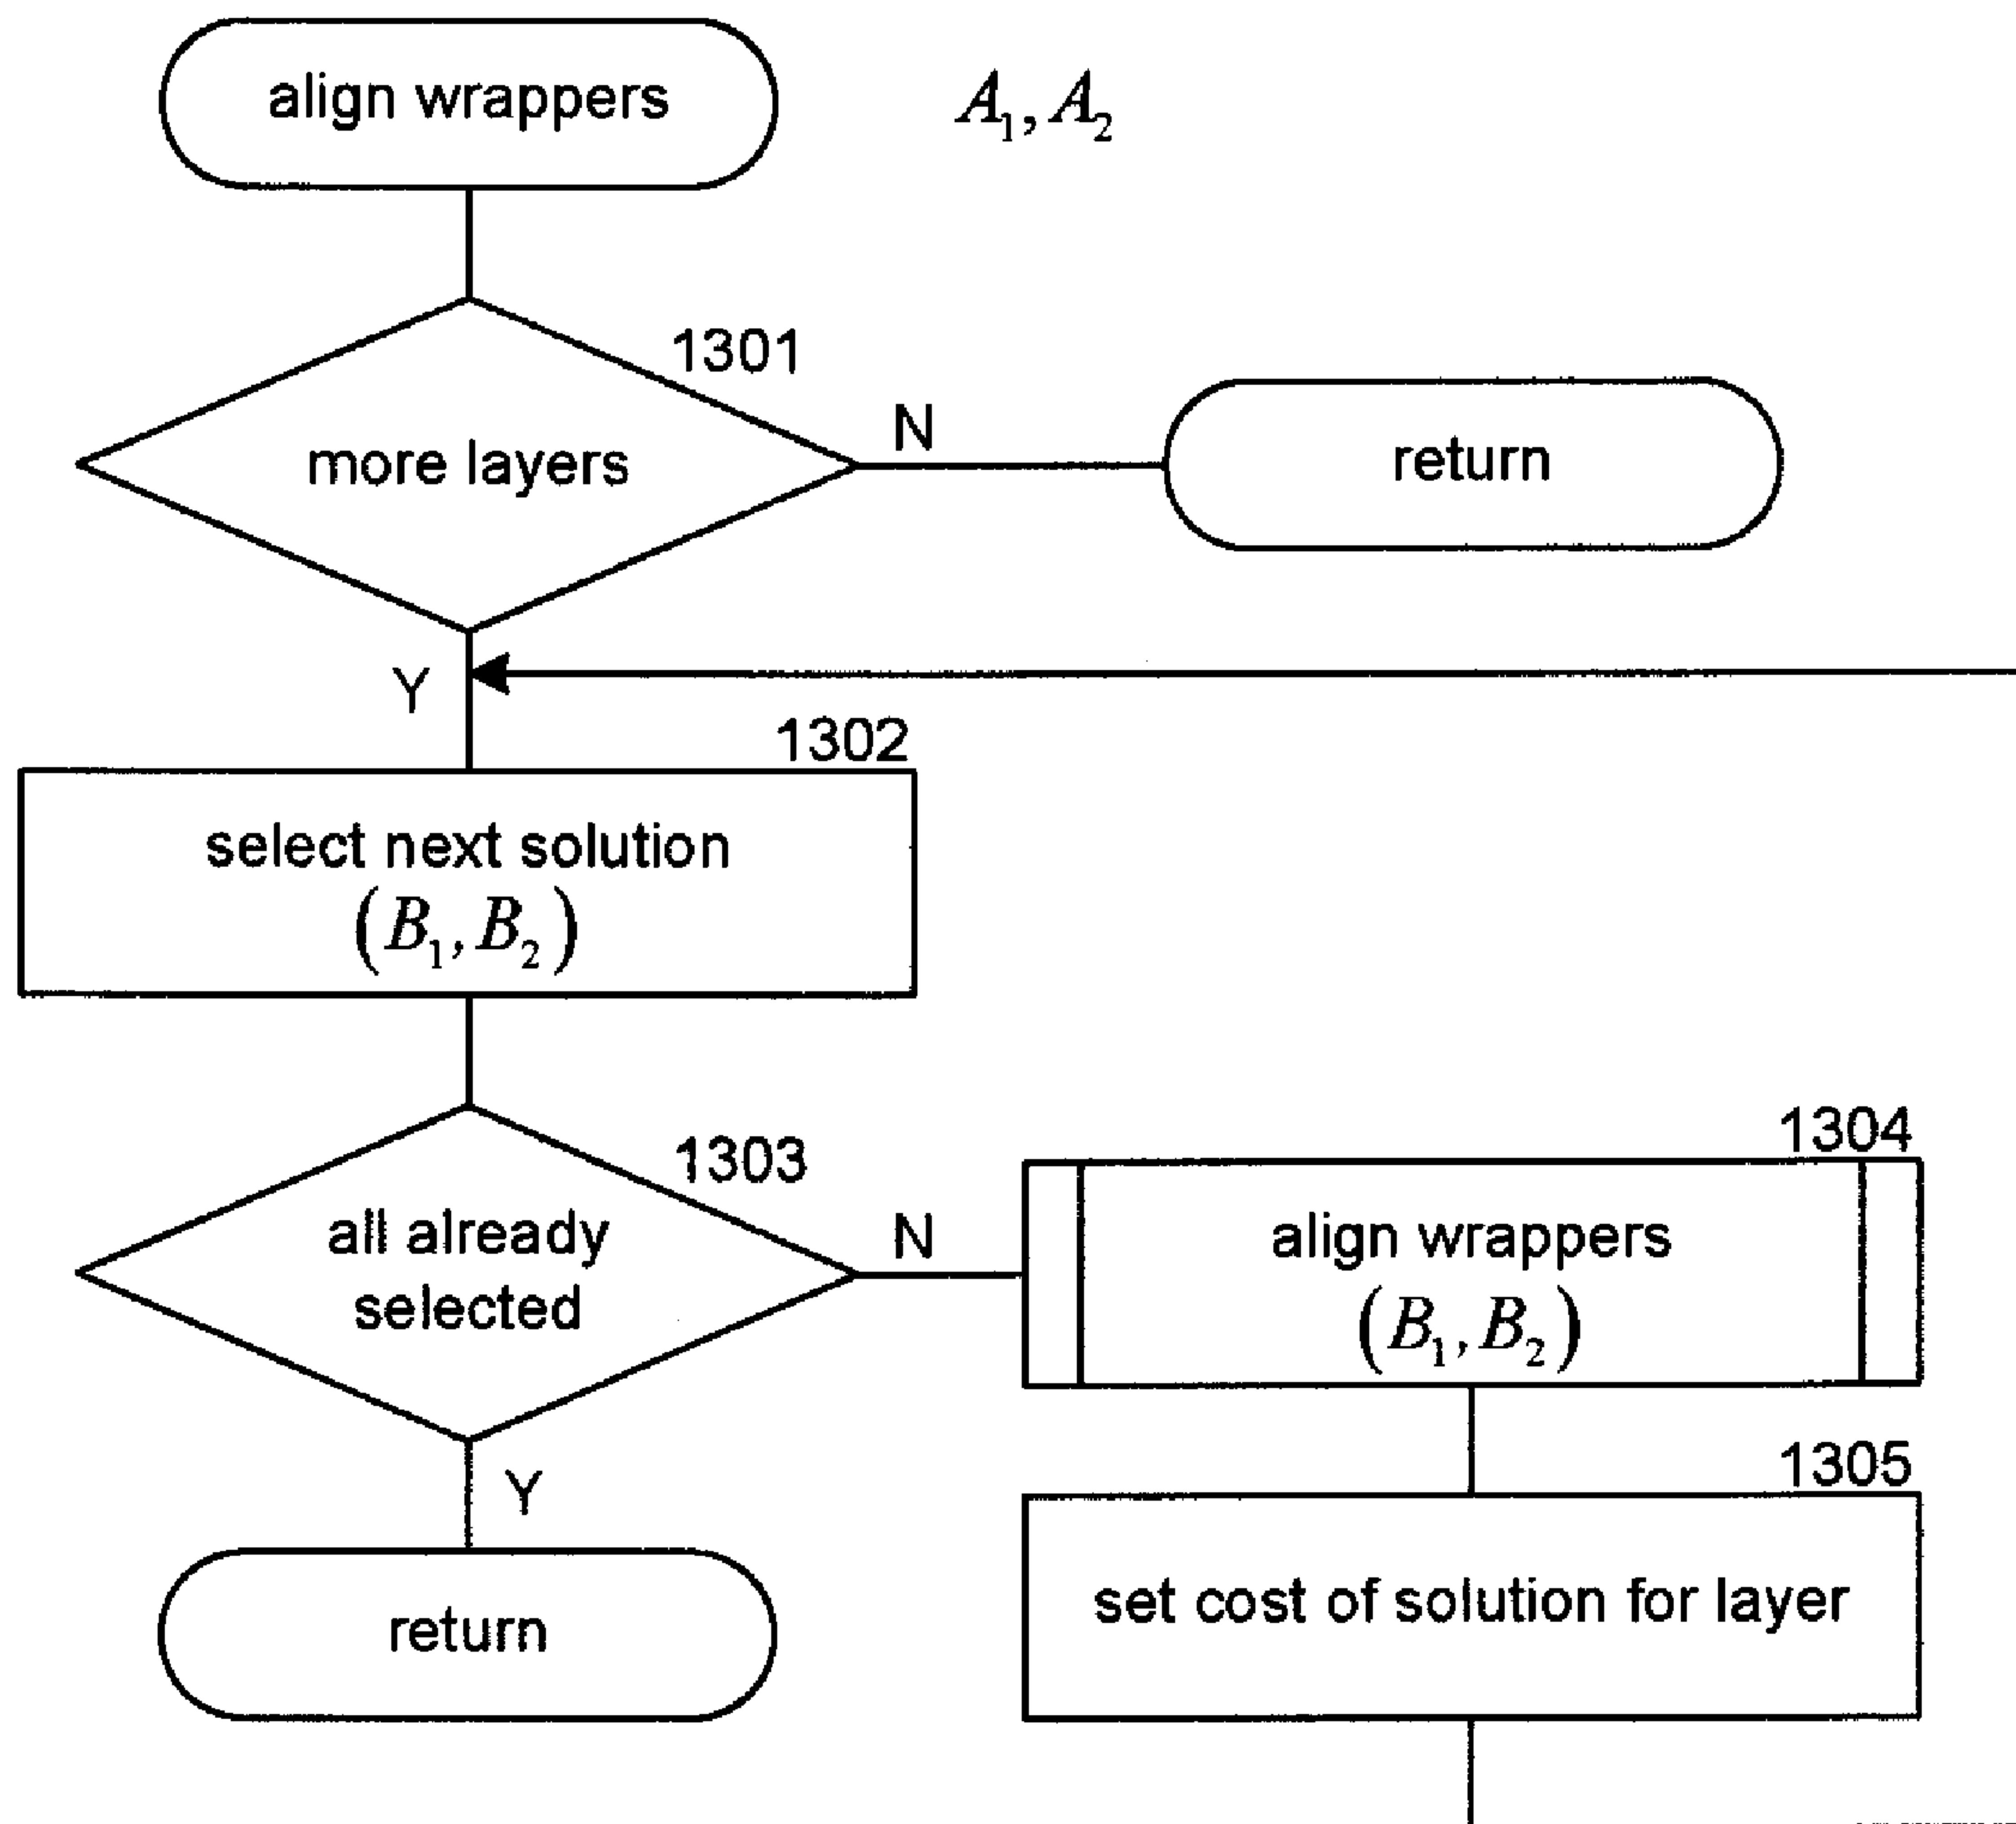 align wrappers
A₁, A₂
1301
more layers
N
return
Y
1302
select next solution
(B₁, B₂)
1303
all already
selected
N
1304
align wrappers
(B₁, B₂)
Y
1305
set cost of solution for layer
return